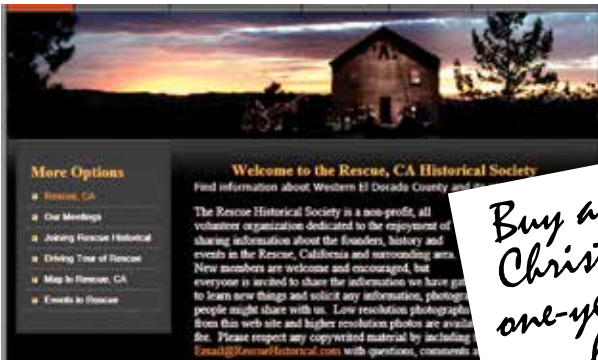 More Options
Rescue, CA
Our Meetings
Joining Rescue Historical
Driving Tour of Rescue
Map to Rescue, CA
Events in Rescue
Welcome to the Rescue, CA Historical Society
Find information about Western El Dorado County and
The Rescue Historical Society is a non-profit, all
volunteer organization dedicated to the enjoyment of
sharing information about the founders, history and
events in the Rescue, California and surrounding area.
New members are welcome and encouraged, but
everyone is invited to share the information we have
to learn new things and solicit any information,
people might share with us. Low resolution
from this web site and higher resolution photos are
fee. Please respect any copywrited material by including
Email@RescueHistorical.com with questions, comments
Buy a
one-